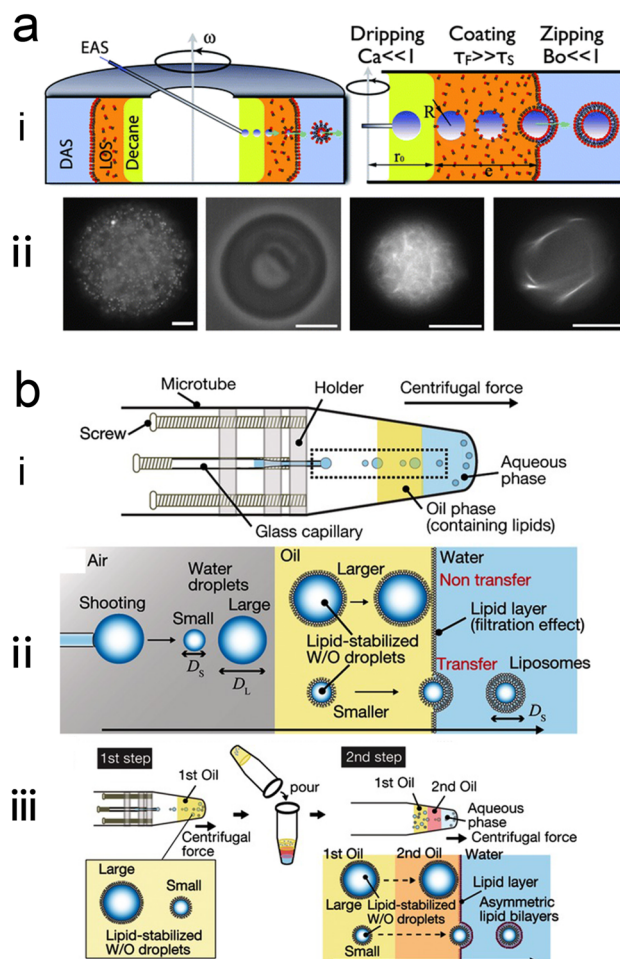 a
EAS
ω
Dripping Coating Zipping
Ca<<1 τF>>τS Bo<<1
i
DAS
LOS
Decane
R
r₀
e
ii
b
Microtube
Holder
Centrifugal force
Screw
i
Aqueous
phase
Glass capillary
Oil phase
(containing lipids)
Air
Oil
Water
Water
droplets
Larger
Non transfer
Shooting
Small
Large
Lipid layer
(filtration effect)
ii
Lipid-stabilized
W/O droplets
Transfer
Liposomes
DS
DL
Smaller
DS
1st step
2nd step
iii
1st Oil
pour
1st Oil
2nd Oil
Aqueous
phase
Centrifugal
force
Centrifugal force
Large
Small
Lipid-stabilized
W/O droplets
1st Oil
2nd Oil
Water
Lipid layer
Large
Lipid-stabilized
W/O droplets
Asymmetric
lipid bilayers
Small